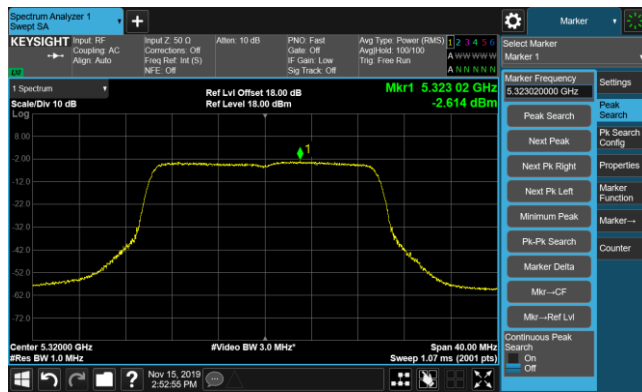 Spectrum Analyzer 1
Swept SA
Marker
KEYSIGHT
Input: RF
Coupling: AC
Align: Auto
Input Z: 50 Ω
Corrections: Off
Freq Ref: Int (S)
NFE: Off
Atten: 10 dB
PNO: Fast
Gate: Off
IF Gain: Low
Sig Track: Off
Avg Type: Power (RMS)
Avg|Hold: 100/100
Trig: Free Run
1 2 3 4 5 6
A W W W W W
A N N N N N
Select Marker
Marker 1
1 Spectrum
Scale/Div 10 dB
Log
Ref Lvl Offset 18.00 dB
Ref Level 18.00 dBm
Mkr1 5.323 02 GHz
-2.614 dBm
8.00
-2.00
-12.0
-22.0
-32.0
-42.0
-52.0
-62.0
-72.0
1
Center 5.32000 GHz
#Res BW 1.0 MHz
#Video BW 3.0 MHz*
Span 40.00 MHz
Sweep 1.07 ms (2001 pts)
Marker Frequency
5.323020000 GHz
Peak Search
Next Peak
Next Pk Right
Next Pk Left
Minimum Peak
Pk-Pk Search
Marker Delta
Mkr→CF
Mkr→Ref Lvl
Continuous Peak
Search
On
Off
Settings
Peak
Search
Pk Search
Config
Properties
Marker
Function
Marker→
Counter
?
Nov 15, 2019
2:52:55 PM